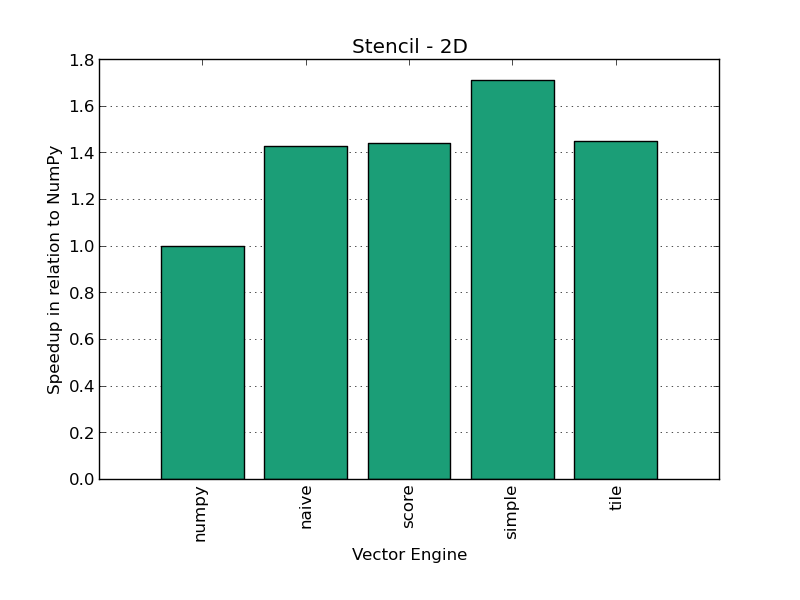 Stencil - 2D
Speedup in relation to NumPy
1.8
1.6
1.4
1.2
1.0
0.8
0.6
0.4
0.2
0.0
numpy
naive
score
simple
tile
Vector Engine